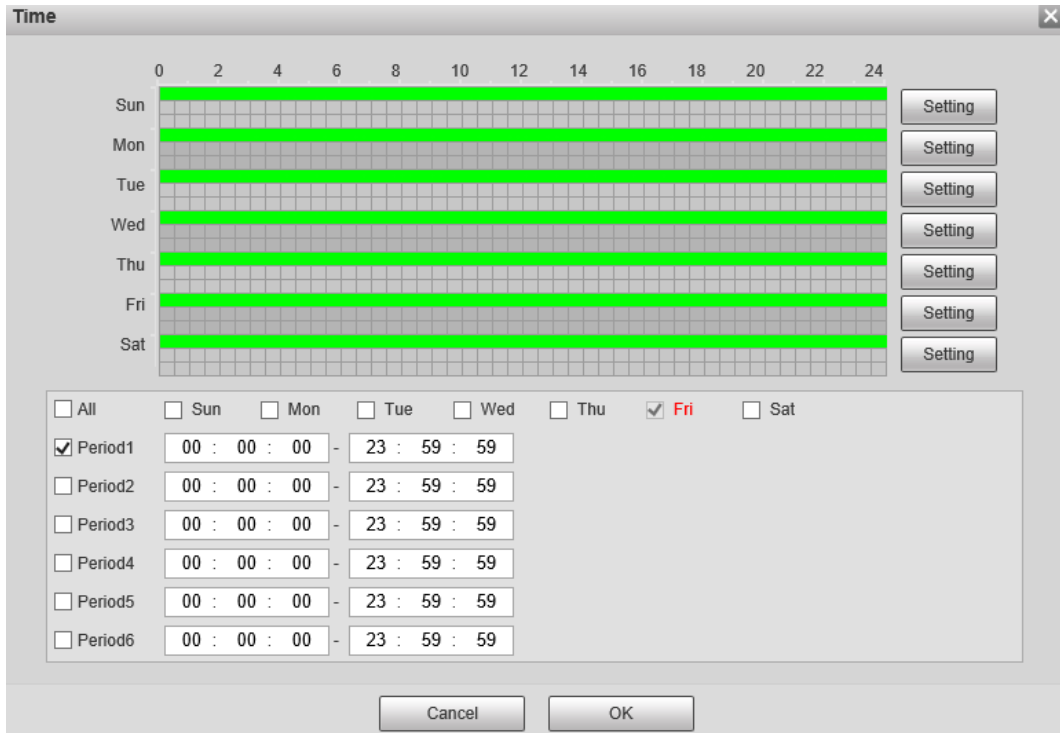 Time
0 2 4 6 8 10 12 14 16 18 20 22 24
Sun Setting
Mon Setting
Tue Setting
Wed Setting
Thu Setting
Fri Setting
Sat Setting
All Sun Mon Tue Wed Thu Fri Sat
Period1 00 : 00 : 00 - 23 : 59 : 59
Period2 00 : 00 : 00 - 23 : 59 : 59
Period3 00 : 00 : 00 - 23 : 59 : 59
Period4 00 : 00 : 00 - 23 : 59 : 59
Period5 00 : 00 : 00 - 23 : 59 : 59
Period6 00 : 00 : 00 - 23 : 59 : 59
Cancel OK